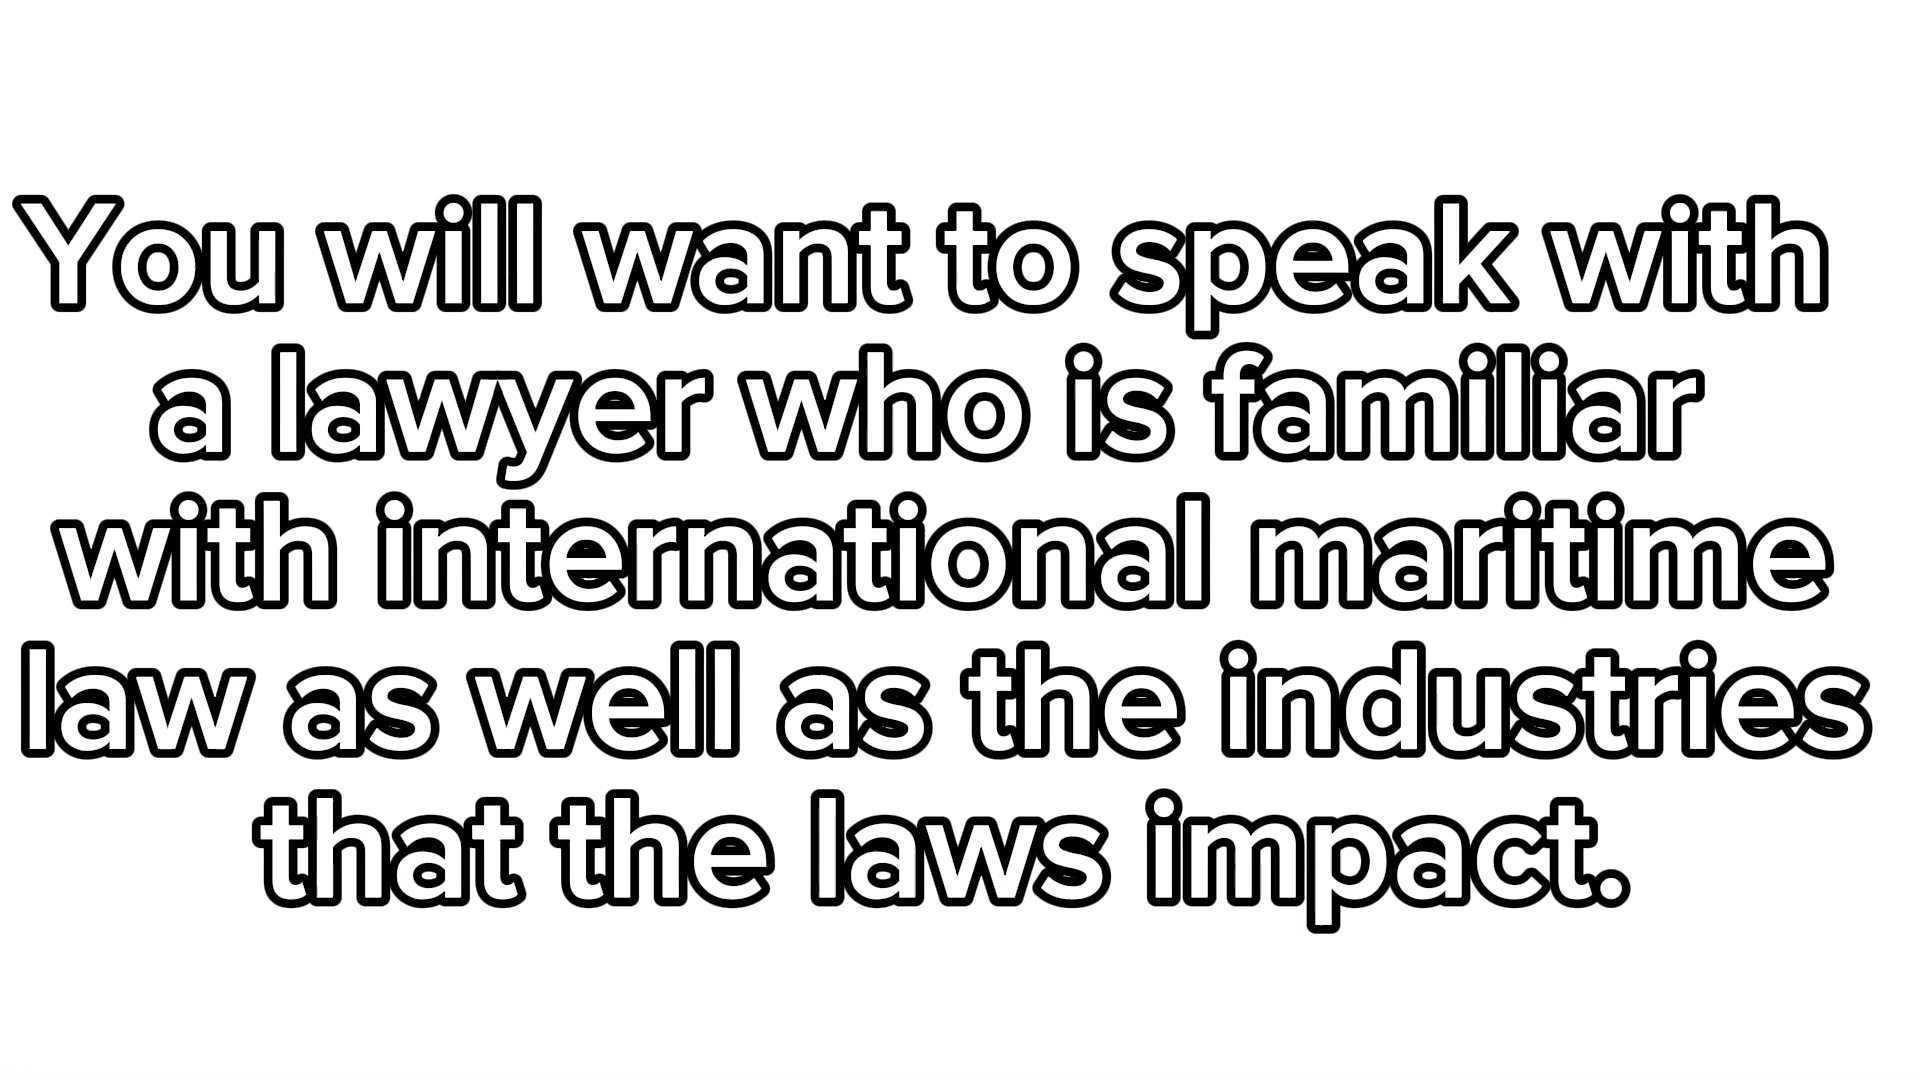 You will want to speak with
a lawyer who is familiar
with international maritime
law as well as the industries
that the laws impact.